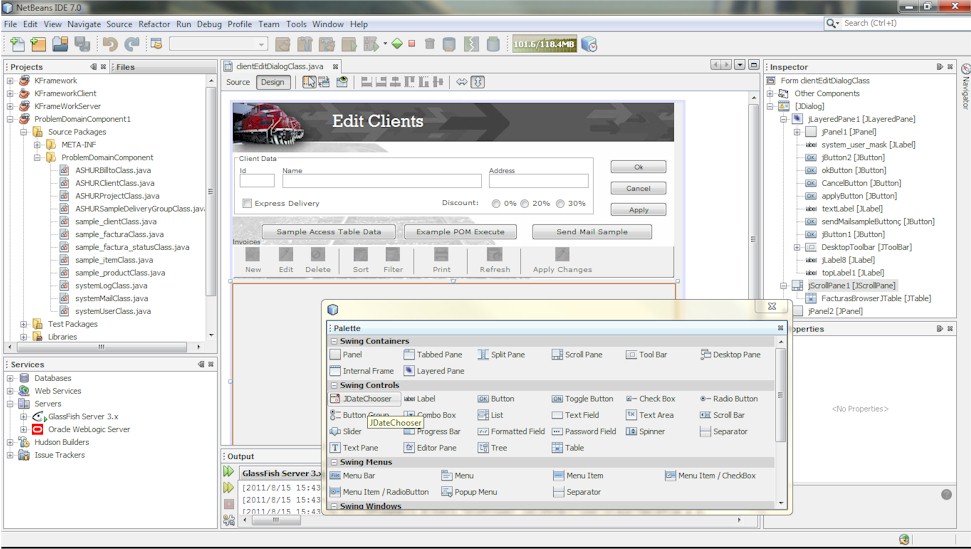 NetBeans IDE 7.0
File Edit View Navigate Source Refactor Run Debug Profile Team Tools Window Help
Search (Ctrl+I)
101.6/118.4MB
Projects
Files
KFramework
KFrameworkClient
KFrameWorkServer
ProblemDomainComponent1
Source Packages
META-INF
ProblemDomainComponent
ASHURBilltoClass.java
ASHURClientClass.java
ASHURProjectClass.java
ASHURSampleDeliveryGroupClass.java
sample_clientClass.java
sample_facturaClass.java
sample_factura_statusClass.java
sample_itemClass.java
sample_productClass.java
systemLogClass.java
systemMailClass.java
systemUserClass.java
Test Packages
Libraries
Services
Databases
Web Services
Servers
GlassFish Server 3.x
Oracle WebLogic Server
Hudson Builders
Issue Trackers
clientEditDialogClass.java
Source Design
Edit Clients
Client Data
Id Name Address
Express Delivery Discount: 0% 20% 30%
Ok
Cancel
Apply
Sample Access Table Data Example POM Execute Send Mail Sample
Invoices
New Edit Delete Sort Filter Print Refresh Apply Changes
Palette
Swing Containers
Panel Tabbed Pane Split Pane Scroll Pane Tool Bar Desktop Pane
Internal Frame Layered Pane
Swing Controls
JDateChooser Label Button Toggle Button Check Box Radio Button
Button Group Combo Box List Text Field Text Area Scroll Bar
JDateChooser
Slider Progress Bar Formatted Field Password Field Spinner Separator
Text Pane Editor Pane Tree Table
Swing Menus
Menu Bar Menu Menu Item Menu Item / CheckBox
Menu Item / RadioButton Popup Menu Separator
Swing Windows
Output
GlassFish Server 3.x
[2011/8/15 15:43
[2011/8/15 15:43
[2011/8/15 15:43
Inspector
Form clientEditDialogClass
Other Components
[JDialog]
jLayeredPane1 [JLayeredPane]
jPanel1 [JPanel]
system_user_mask [JLabel]
jButton2 [JButton]
okButton [JButton]
CancelButton [JButton]
applyButton [JButton]
textLabel [JLabel]
sendMailsampleButton [JButton]
jButton1 [JButton]
DesktopToolbar [JToolBar]
jLabel8 [JLabel]
topLabel1 [JLabel]
jScrollPane1 [JScrollPane]
FacturasBrowserJTable [JTable]
jPanel2 [JPanel]
Properties
<No Properties>
Navigator